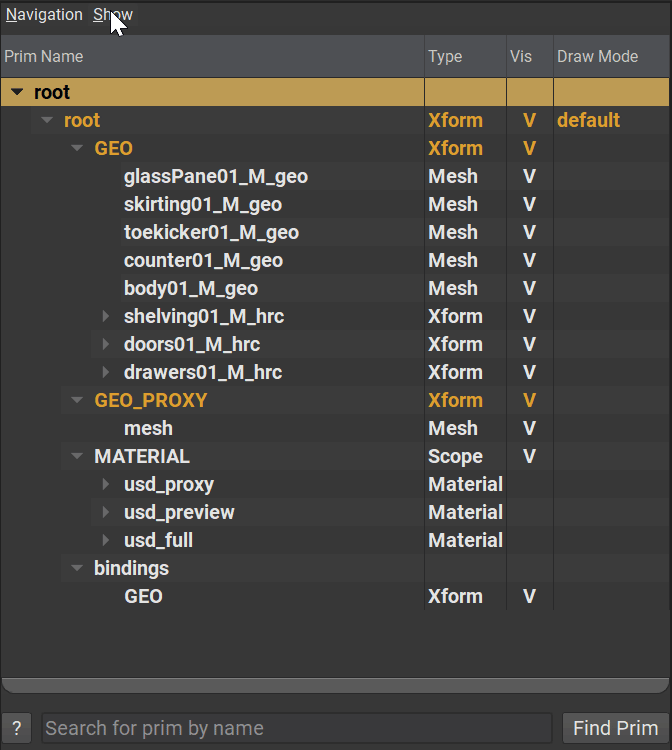 Navigation Show
Prim Name Type Vis Draw Mode
root
root Xform V default
GEO Xform V
glassPane01_M_geo Mesh V
skirting01_M_geo Mesh V
toekicker01_M_geo Mesh V
counter01_M_geo Mesh V
body01_M_geo Mesh V
shelving01_M_hrc Xform V
doors01_M_hrc Xform V
drawers01_M_hrc Xform V
GEO_PROXY Xform V
mesh Mesh V
MATERIAL Scope V
usd_proxy Material
usd_preview Material
usd_full Material
bindings
GEO Xform V
? Search for prim by name Find Prim